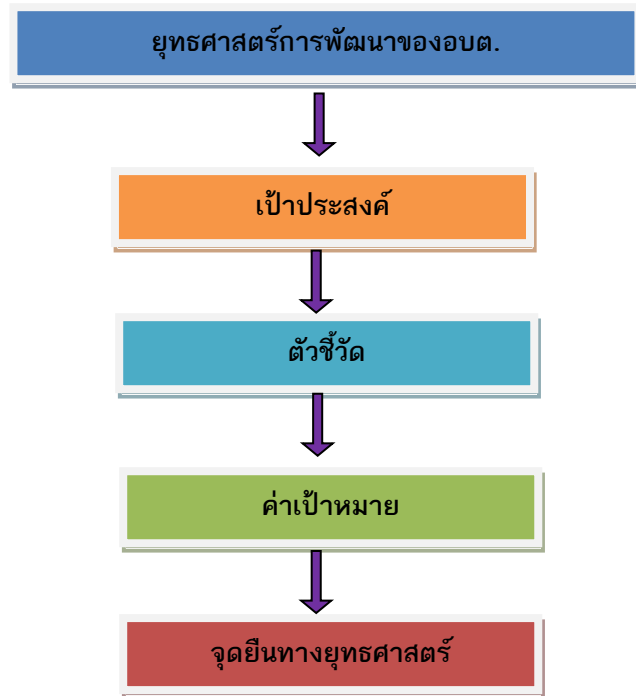 ยุทธศาสตร์การพัฒนาของอบต.
เป้าประสงค์
ตัวชี้วัด
ค่าเป้าหมาย
จุดยืนทางยุทธศาสตร์